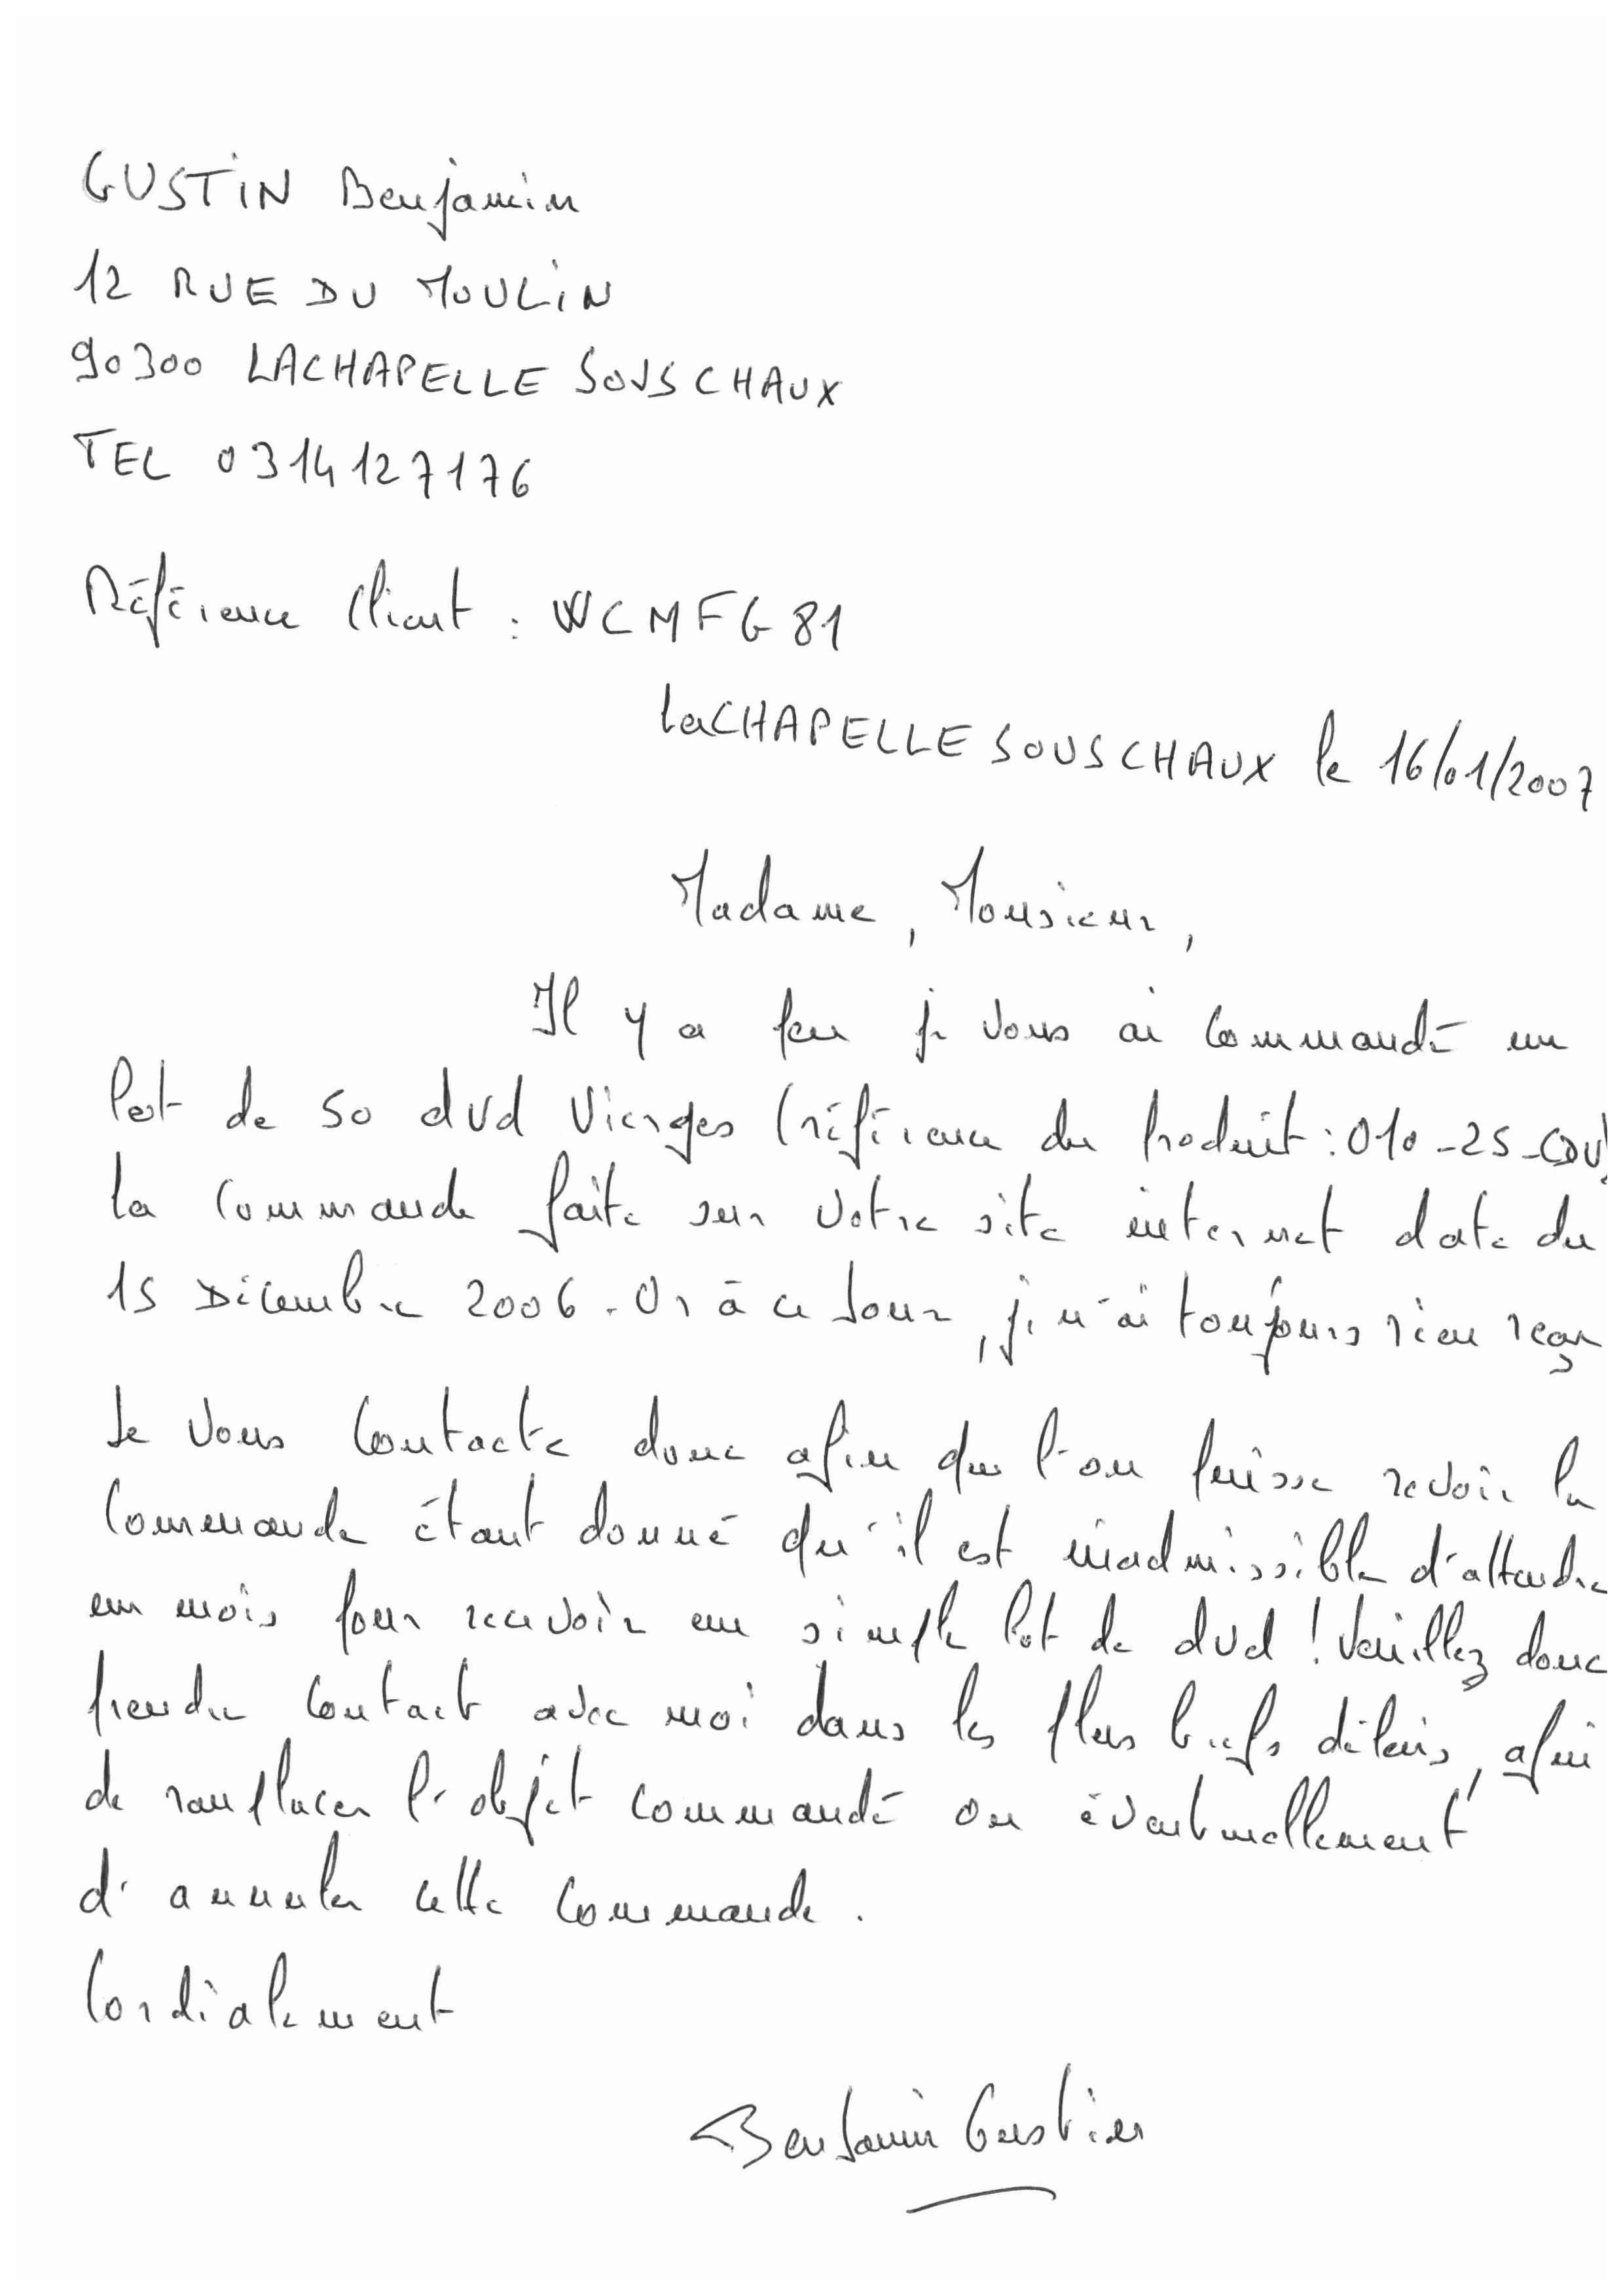 GUSTIN Benjamin
12 RUE DU MOULIN
90300 LACHAPELLE SOUS CHAUX
TEL 0314127176
Référence Client : WCMFG81
LaCHAPELLE SOUS CHAUX le 16/01/2007
Madame, Monsieur,
Il y a peu je vous ai commandé un
lot de 50 dvd vierges (référence du produit : 010-25-CDV)
la commande faite sur votre site internet date du
15 Décembre 2006. Or à ce jour, je n'ai toujours rien reçu
Je vous contacte donc afin que l'on puisse revoir la
commande étant donné qu'il est inadmissible d'attendre
un mois pour recevoir un simple lot de dvd ! Veuillez donc
prendre contact avec moi dans les plus brefs délais, afin
de remplacer l'objet commandé ou éventuellement
d'annuler cette commande.
Cordialement
Benjamin Gustin